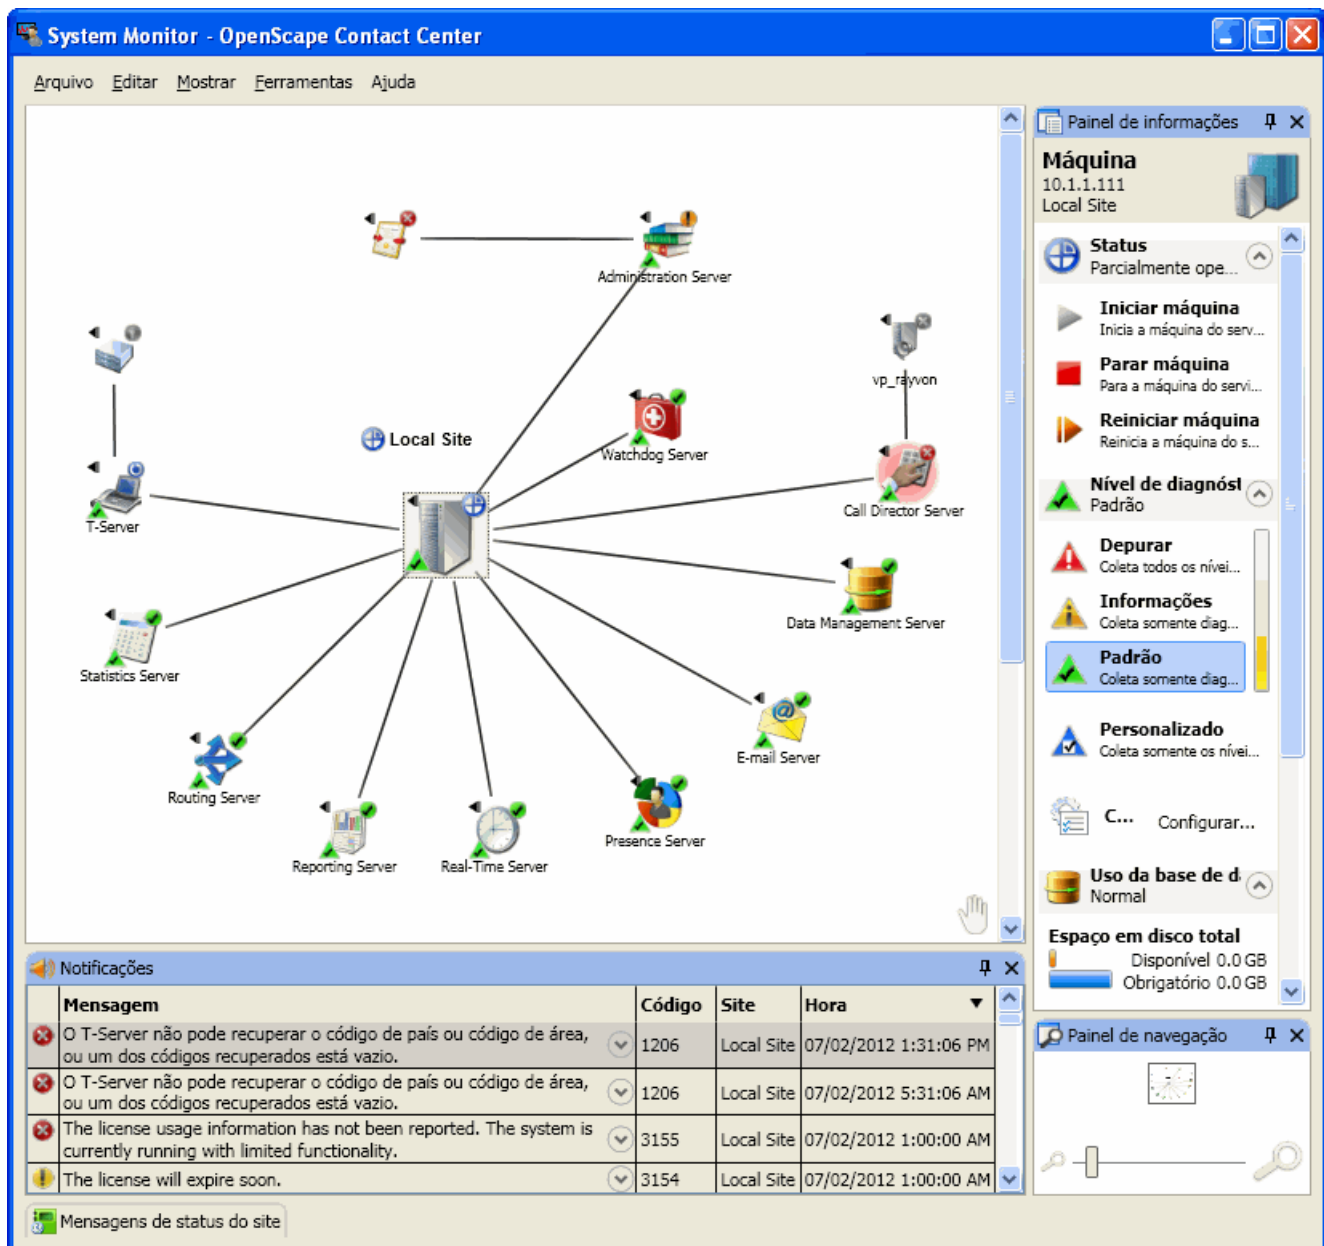 System Monitor - OpenScape Contact Center
Arquivo Editar Mostrar Ferramentas Ajuda
Administration Server
vp_rayvon
Local Site
Watchdog Server
T-Server
Call Director Server
Data Management Server
Statistics Server
E-mail Server
Routing Server
Presence Server
Reporting Server
Real-Time Server
Painel de informações
Máquina
10.1.1.111
Local Site
Status
Parcialmente ope...
Iniciar máquina
Inicia a máquina do serv...
Parar máquina
Para a máquina do servi...
Reiniciar máquina
Reinicia a máquina do s...
Nível de diagnóst
Padrão
Depurar
Coleta todos os nívei...
Informações
Coleta somente diag...
Padrão
Coleta somente diag...
Personalizado
Coleta somente os nívei...
C... Configurar...
Uso da base de d
Normal
Espaço em disco total
Disponível 0.0 GB
Obrigatório 0.0 GB
Notificações
Mensagem Código Site Hora
O T-Server não pode recuperar o código de país ou código de área,
ou um dos códigos recuperados está vazio. 1206 Local Site 07/02/2012 1:31:06 PM
O T-Server não pode recuperar o código de país ou código de área,
ou um dos códigos recuperados está vazio. 1206 Local Site 07/02/2012 5:31:06 AM
The license usage information has not been reported. The system is
currently running with limited functionality. 3155 Local Site 07/02/2012 1:00:00 AM
The license will expire soon. 3154 Local Site 07/02/2012 1:00:00 AM
Painel de navegação
Mensagens de status do site